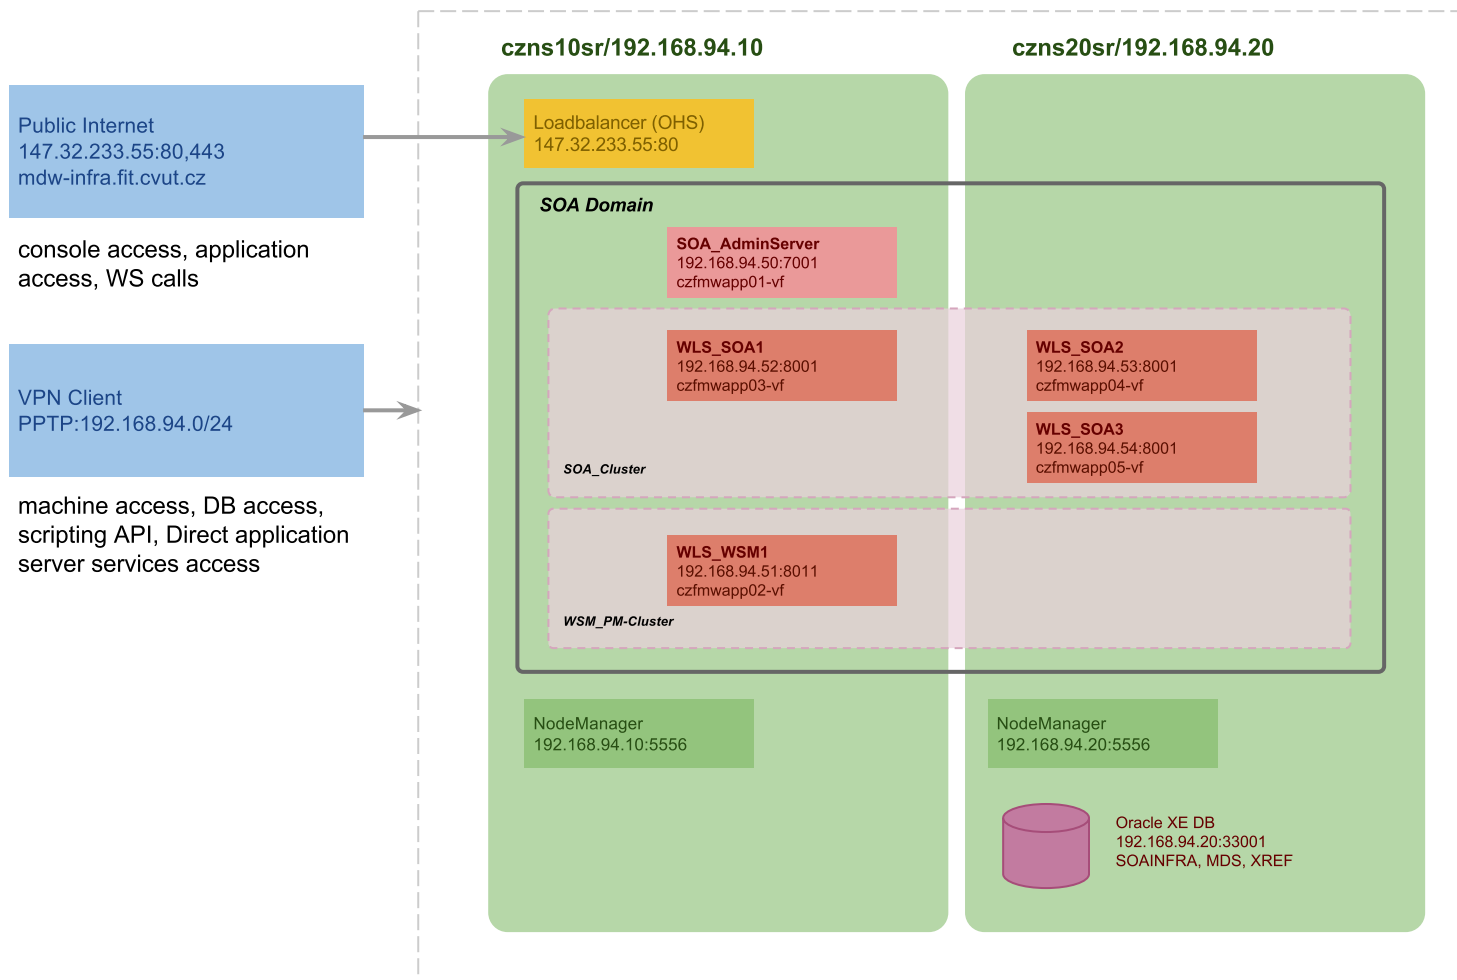 czns10sr/192.168.94.10
czns20sr/192.168.94.20
Public Internet
147.32.233.55:80,443
mdw-infra.fit.cvut.cz
console access, application
access, WS calls
VPN Client
PPTP:192.168.94.0/24
machine access, DB access,
scripting API, Direct application
server services access
Loadbalancer (OHS)
147.32.233.55:80
SOA Domain
SOA_AdminServer
192.168.94.50:7001
czfmwapp01-vf
WLS_SOA1
192.168.94.52:8001
czfmwapp03-vf
WLS_SOA2
192.168.94.53:8001
czfmwapp04-vf
WLS_SOA3
192.168.94.54:8001
czfmwapp05-vf
SOA_Cluster
WLS_WSM1
192.168.94.51:8011
czfmwapp02-vf
WSM_PM-Cluster
NodeManager
192.168.94.10:5556
NodeManager
192.168.94.20:5556
Oracle XE DB
192.168.94.20:33001
SOAINFRA, MDS, XREF